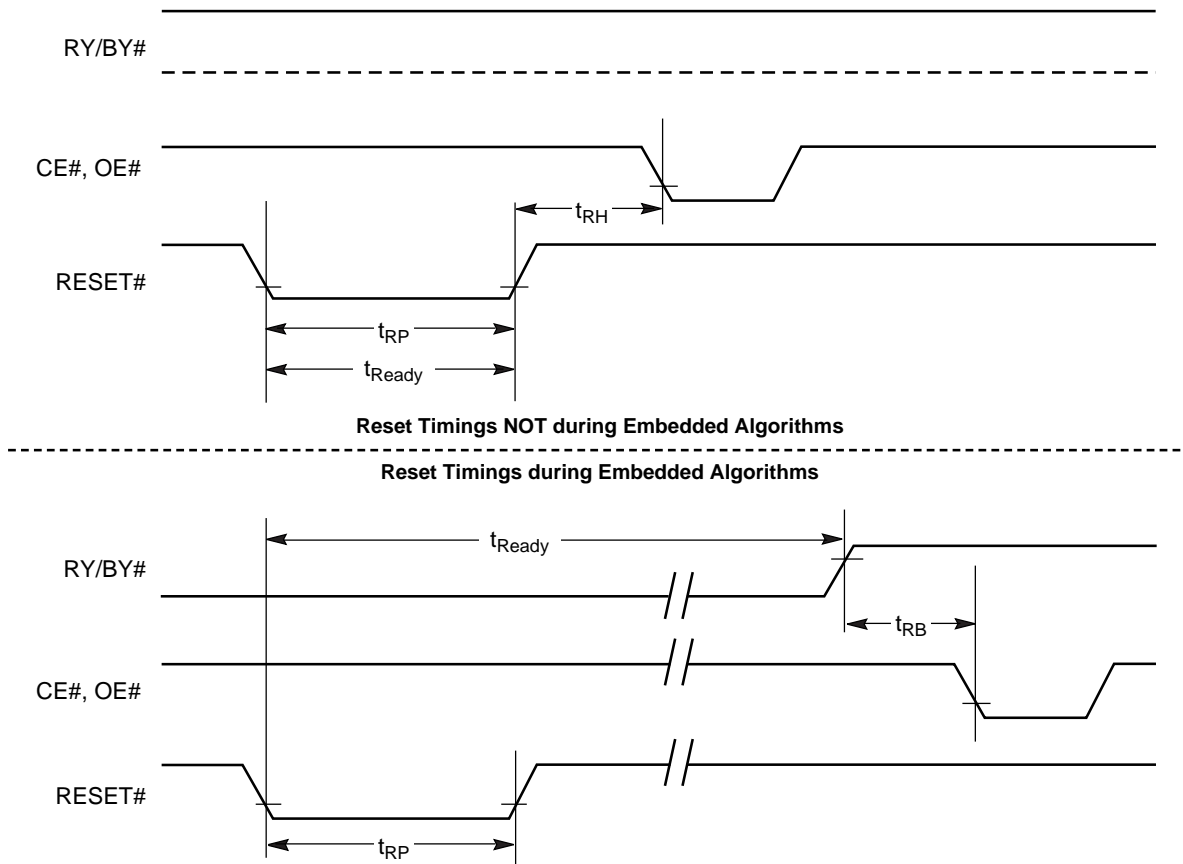 RY/BY#
CE#, OE#
tRH
RESET#
tRP
tReady
Reset Timings NOT during Embedded Algorithms
Reset Timings during Embedded Algorithms
tReady
RY/BY#
tRB
CE#, OE#
RESET#
tRP